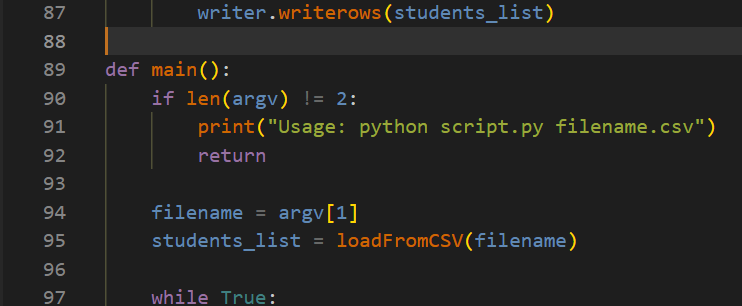 87 writer.writerows(students_list)
88
89 def main():
90 if len(argv) != 2:
91 print("Usage: python script.py filename.csv")
92 return
93
94 filename = argv[1]
95 students_list = loadFromCSV(filename)
96
97 while True: